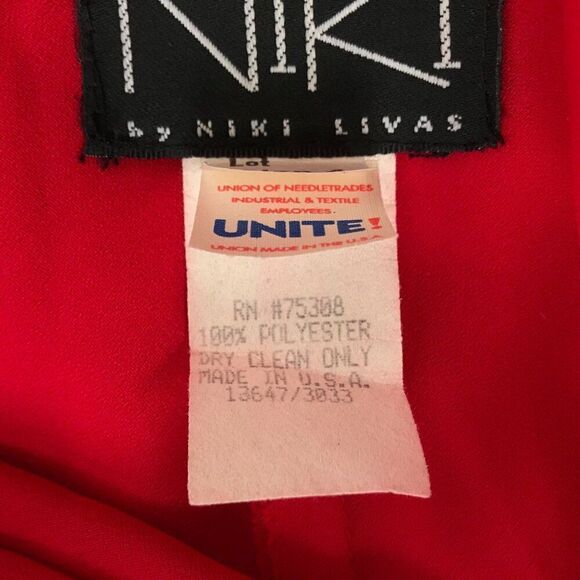 NIKI
by NIKI LIVAS
Lot
UNION OF NEEDLETRADES
INDUSTRIAL & TEXTILE
EMPLOYEES
UNITE!
UNION MADE IN THE U.S.A
RN #75308
100% POLYESTER
DRY CLEAN ONLY
MADE IN U.S.A.
13647/3033